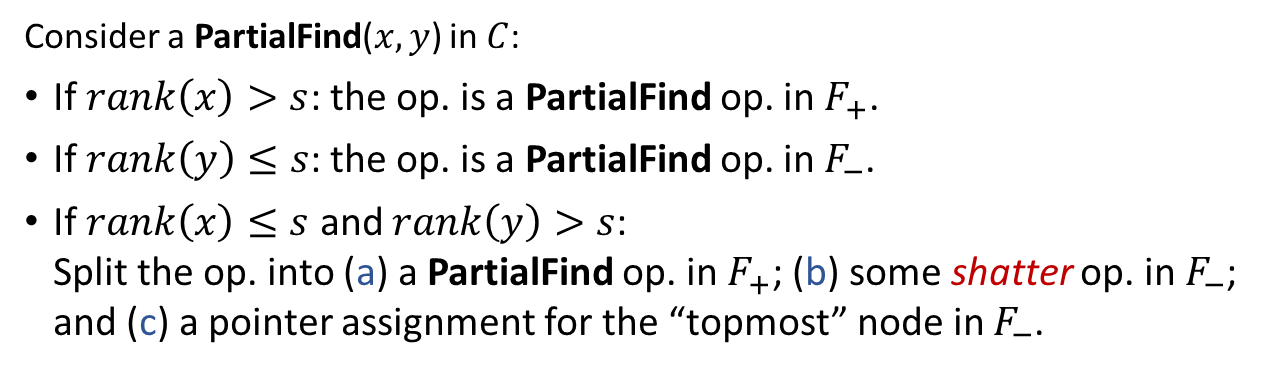 Consider a PartialFind(x, y) in C:
• If rank(x) > s: the op. is a PartialFind op. in F₊.
• If rank(y) ≤ s: the op. is a PartialFind op. in F₋.
• If rank(x) ≤ s and rank(y) > s:
Split the op. into (a) a PartialFind op. in F₊; (b) some shatter op. in F₋;
and (c) a pointer assignment for the “topmost” node in F₋.